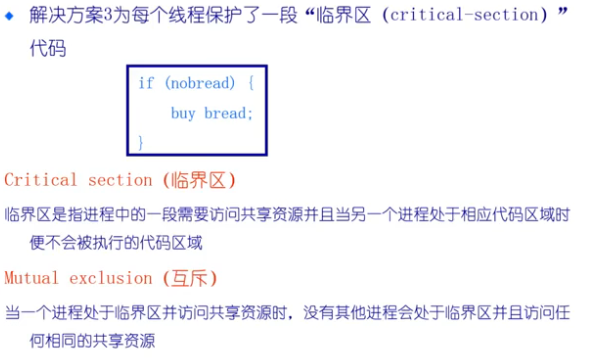 ◆ 解决方案3为每个线程保护了一段“临界区（critical-section）”
代码
if (nobread) {
buy bread;
}
Critical section (临界区)
临界区是指进程中的一段需要访问共享资源并且当另一个进程处于相应代码区域时
便不会被执行的代码区域
Mutual exclusion (互斥)
当一个进程处于临界区并访问共享资源时，没有其他进程会处于临界区并且访问任
何相同的共享资源